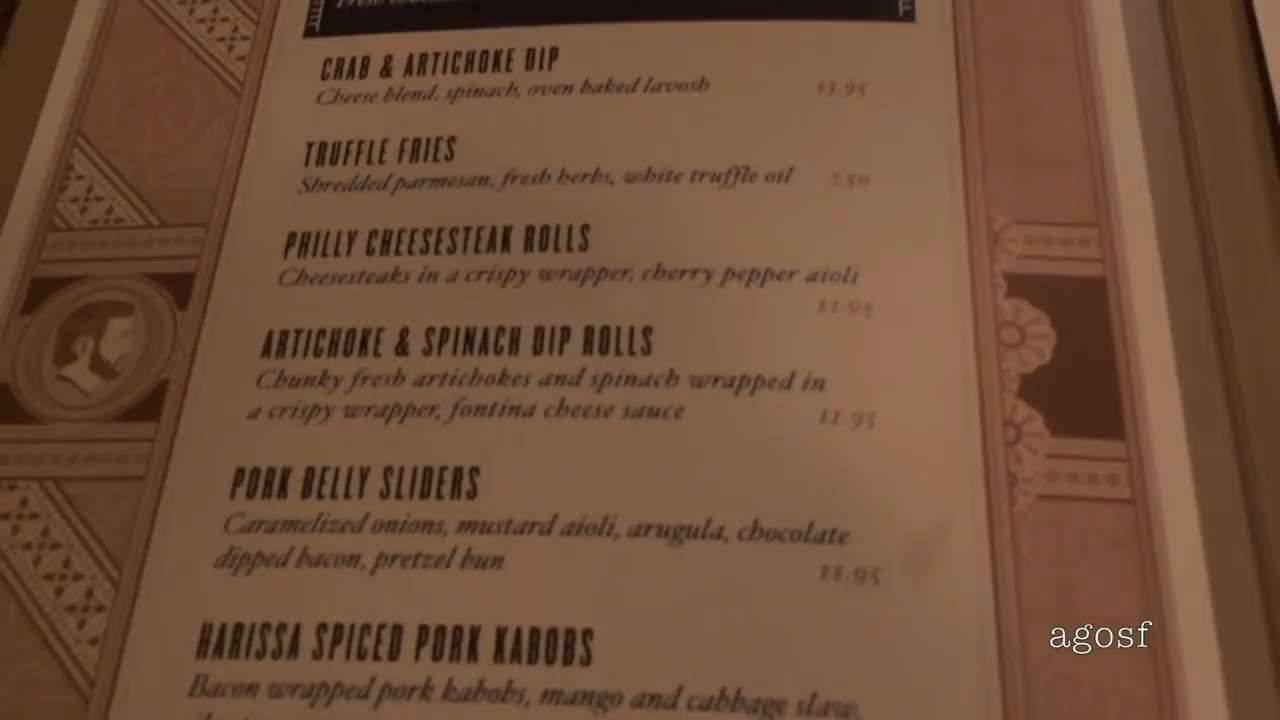 Fresh
CRAB & ARTICHOKE DIP
Cheese blend, spinach, oven baked lavosh 13.95
TRUFFLE FRIES
Shredded parmesan, fresh herbs, white truffle oil 7.50
PHILLY CHEESESTEAK ROLLS
Cheesesteaks in a crispy wrapper, cherry pepper aioli
11.95
ARTICHOKE & SPINACH DIP ROLLS
Chunky fresh artichokes and spinach wrapped in
a crispy wrapper, fontina cheese sauce 11.95
PORK BELLY SLIDERS
Caramelized onions, mustard aioli, arugula, chocolate
dipped bacon, pretzel bun 11.95
HARISSA SPICED PORK KABOBS
Bacon wrapped pork kabobs, mango and cabbage slaw,
agosf